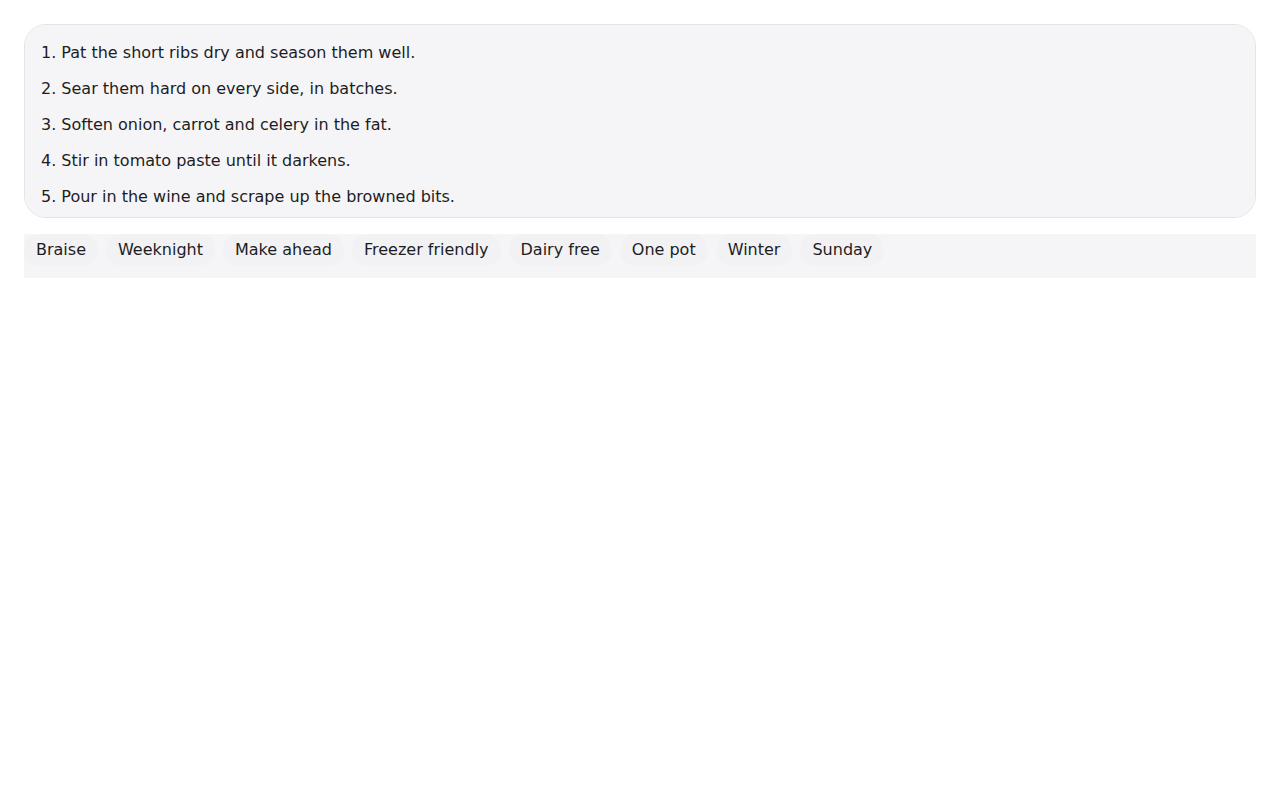 1. Pat the short ribs dry and season them well.
2. Sear them hard on every side, in batches.
3. Soften onion, carrot and celery in the fat.
4. Stir in tomato paste until it darkens.
5. Pour in the wine and scrape up the browned bits.
Braise Weeknight Make ahead Freezer friendly Dairy free One pot Winter Sunday